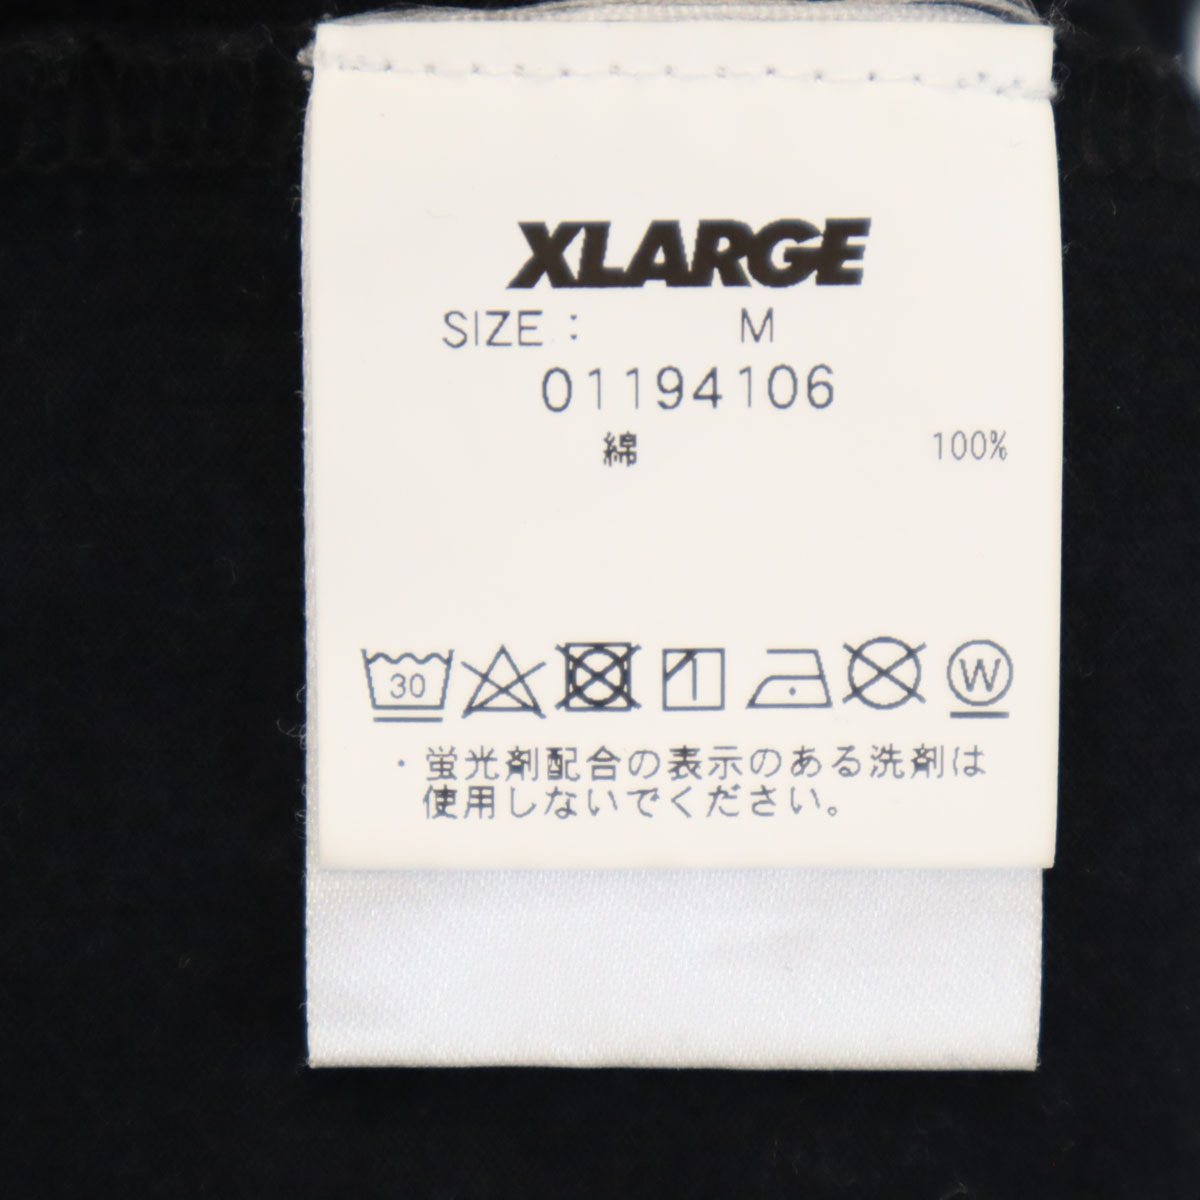 XLARGE
SIZE : M
01194106
綿 100%
30 W
・蛍光剤配合の表示のある洗剤は
使用しないでください。